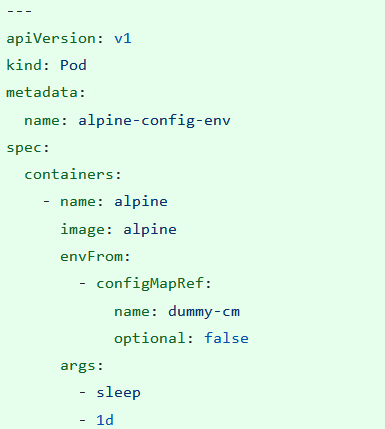 ---
apiVersion: v1
kind: Pod
metadata:
  name: alpine-config-env
spec:
  containers:
    - name: alpine
      image: alpine
      envFrom:
        - configMapRef:
            name: dummy-cm
            optional: false
      args:
        - sleep
        - 1d